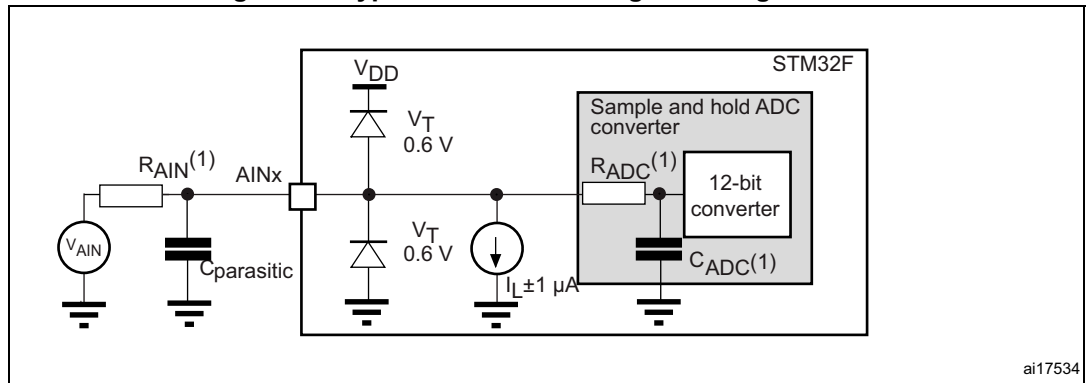 STM32F
VDD
Sample and hold ADC
converter
VT
0.6 V
RAIN(1)
AINx
RADC(1)
12-bit
converter
VAIN
Cparasitic
VT
0.6 V
IL±1 µA
CADC(1)
ai17534